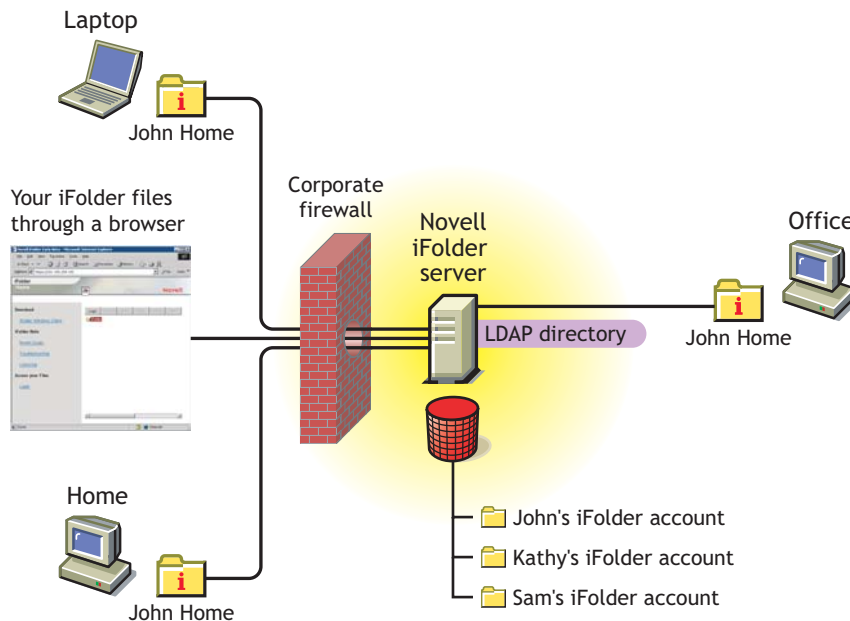 Laptop
John Home
Your iFolder files
through a browser
Corporate
firewall
Novell
iFolder
server
Office
LDAP directory
John Home
Home
John Home
John's iFolder account
Kathy's iFolder account
Sam's iFolder account